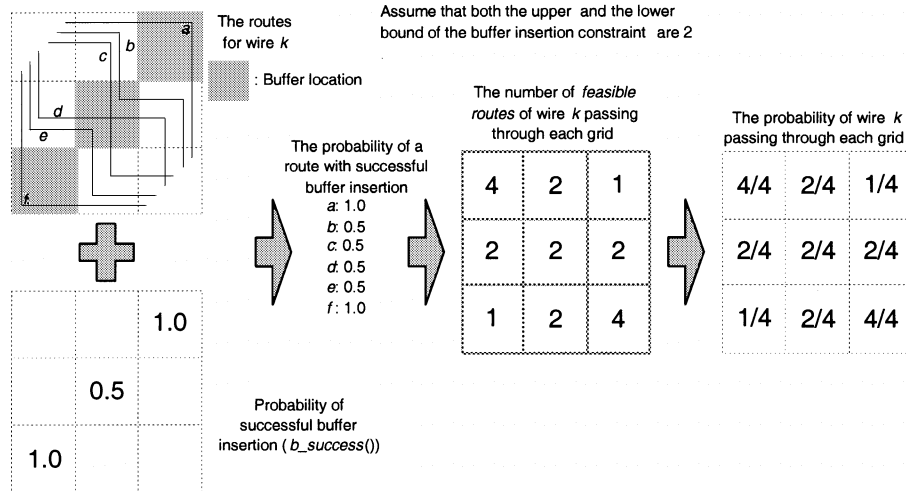 Assume that both the upper and the lower
bound of the buffer insertion constraint are 2
The routes
for wire k
: Buffer location
a
b
c
d
e
f
The probability of a
route with successful
buffer insertion
a: 1.0
b: 0.5
c: 0.5
d: 0.5
e: 0.5
f: 1.0
The number of feasible
routes of wire k passing
through each grid
4 2 1
2 2 2
1 2 4
The probability of wire k
passing through each grid
4/4 2/4 1/4
2/4 2/4 2/4
1/4 2/4 4/4
1.0
0.5
1.0
Probability of
successful buffer
insertion (b_success())